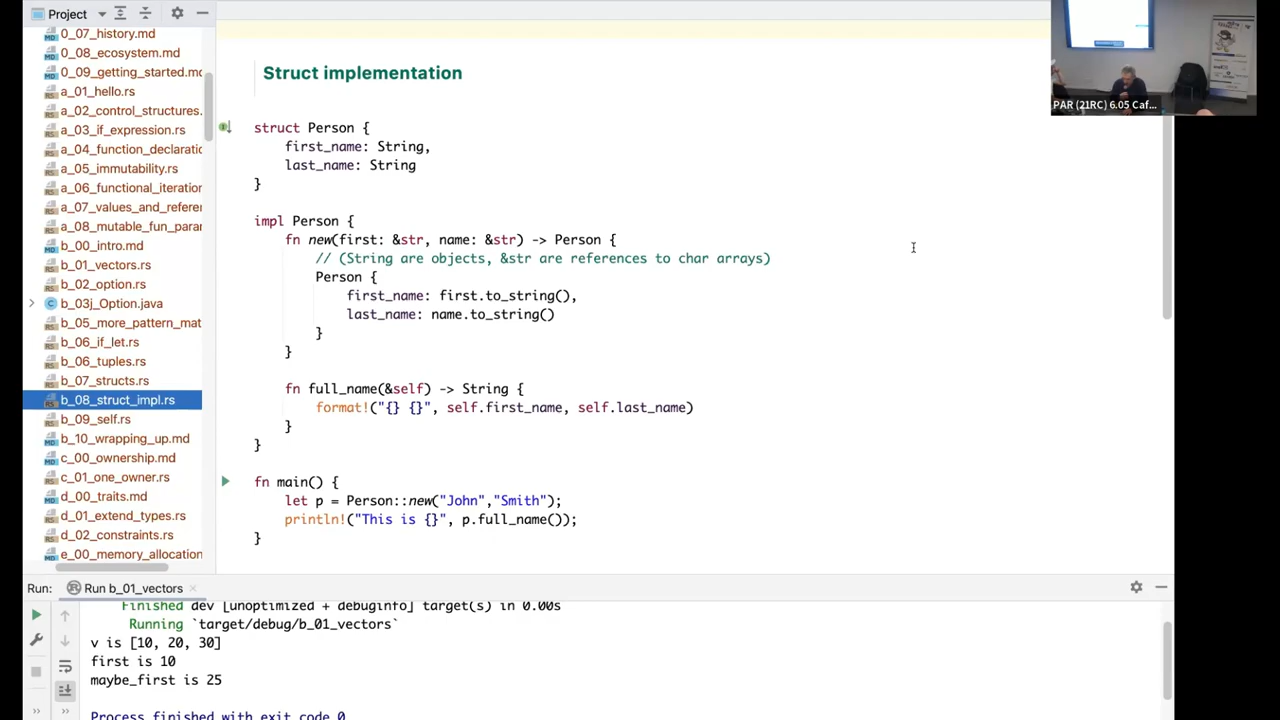 Project
0_07_history.md
0_08_ecosystem.md
0_09_getting_started.md
a_01_hello.rs
a_02_control_structures.
a_03_if_expression.rs
a_04_function_declaratio
a_05_immutability.rs
a_06_functional_iteration
a_07_values_and_referen
a_08_mutable_fun_para
b_00_intro.md
b_01_vectors.rs
b_02_option.rs
b_03j_Option.java
b_05_more_pattern_mat
b_06_if_let.rs
b_06_tuples.rs
b_07_structs.rs
b_08_struct_impl.rs
b_09_self.rs
b_10_wrapping_up.md
c_00_ownership.md
c_01_one_owner.rs
d_00_traits.md
d_01_extend_types.rs
d_02_constraints.rs
e_00_memory_allocation
Struct implementation
struct Person {
first_name: String,
last_name: String
}
impl Person {
fn new(first: &str, name: &str) -> Person {
// (String are objects, &str are references to char arrays)
Person {
first_name: first.to_string(),
last_name: name.to_string()
}
}
fn full_name(&self) -> String {
format!("{} {}", self.first_name, self.last_name)
}
}
fn main() {
let p = Person::new("John","Smith");
println!("This is {}", p.full_name());
}
PAR (21RC) 6.05 Caf...
Run: Run b_01_vectors
Finished dev [unoptimized + debuginfo] target(s) in 0.00s
Running `target/debug/b_01_vectors`
v is [10, 20, 30]
first is 10
maybe_first is 25
Process finished with exit code 0